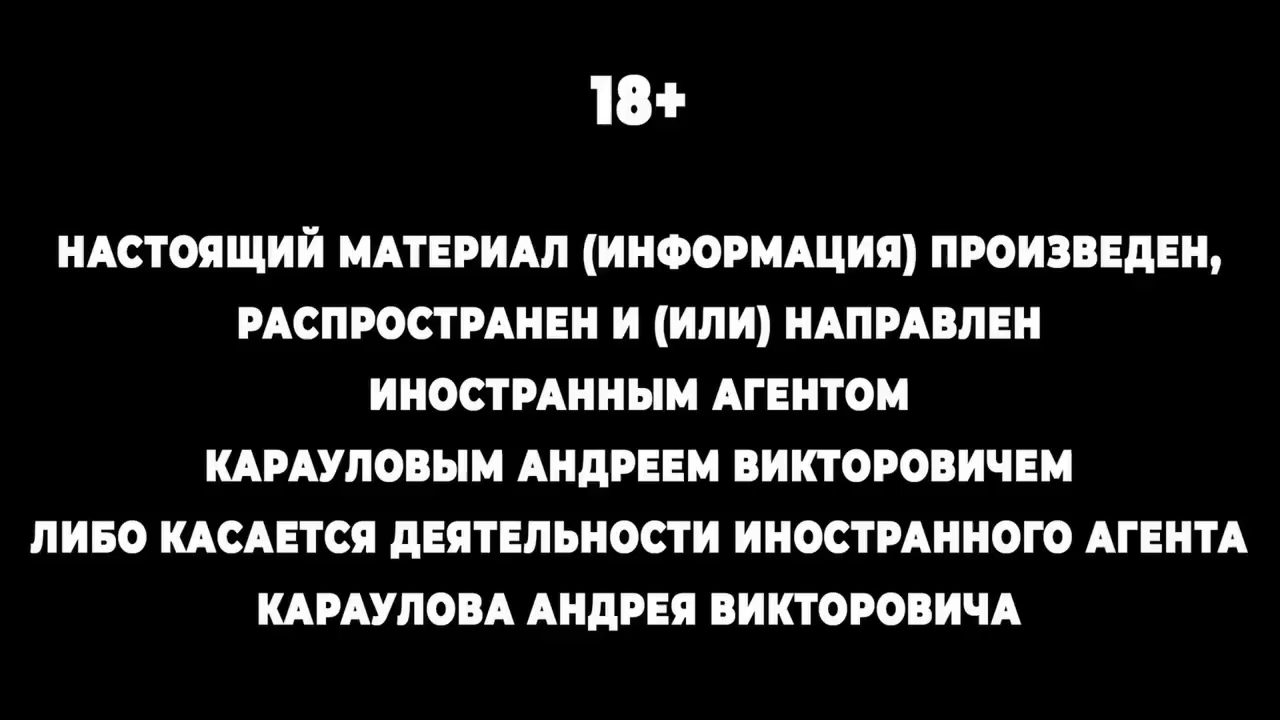 18+
НАСТОЯЩИЙ МАТЕРИАЛ (ИНФОРМАЦИЯ) ПРОИЗВЕДЕН,
РАСПРОСТРАНЕН И (ИЛИ) НАПРАВЛЕН
ИНОСТРАННЫМ АГЕНТОМ
КАРАУЛОВЫМ АНДРЕЕМ ВИКТОРОВИЧЕМ
ЛИБО КАСАЕТСЯ ДЕЯТЕЛЬНОСТИ ИНОСТРАННОГО АГЕНТА
КАРАУЛОВА АНДРЕЯ ВИКТОРОВИЧА